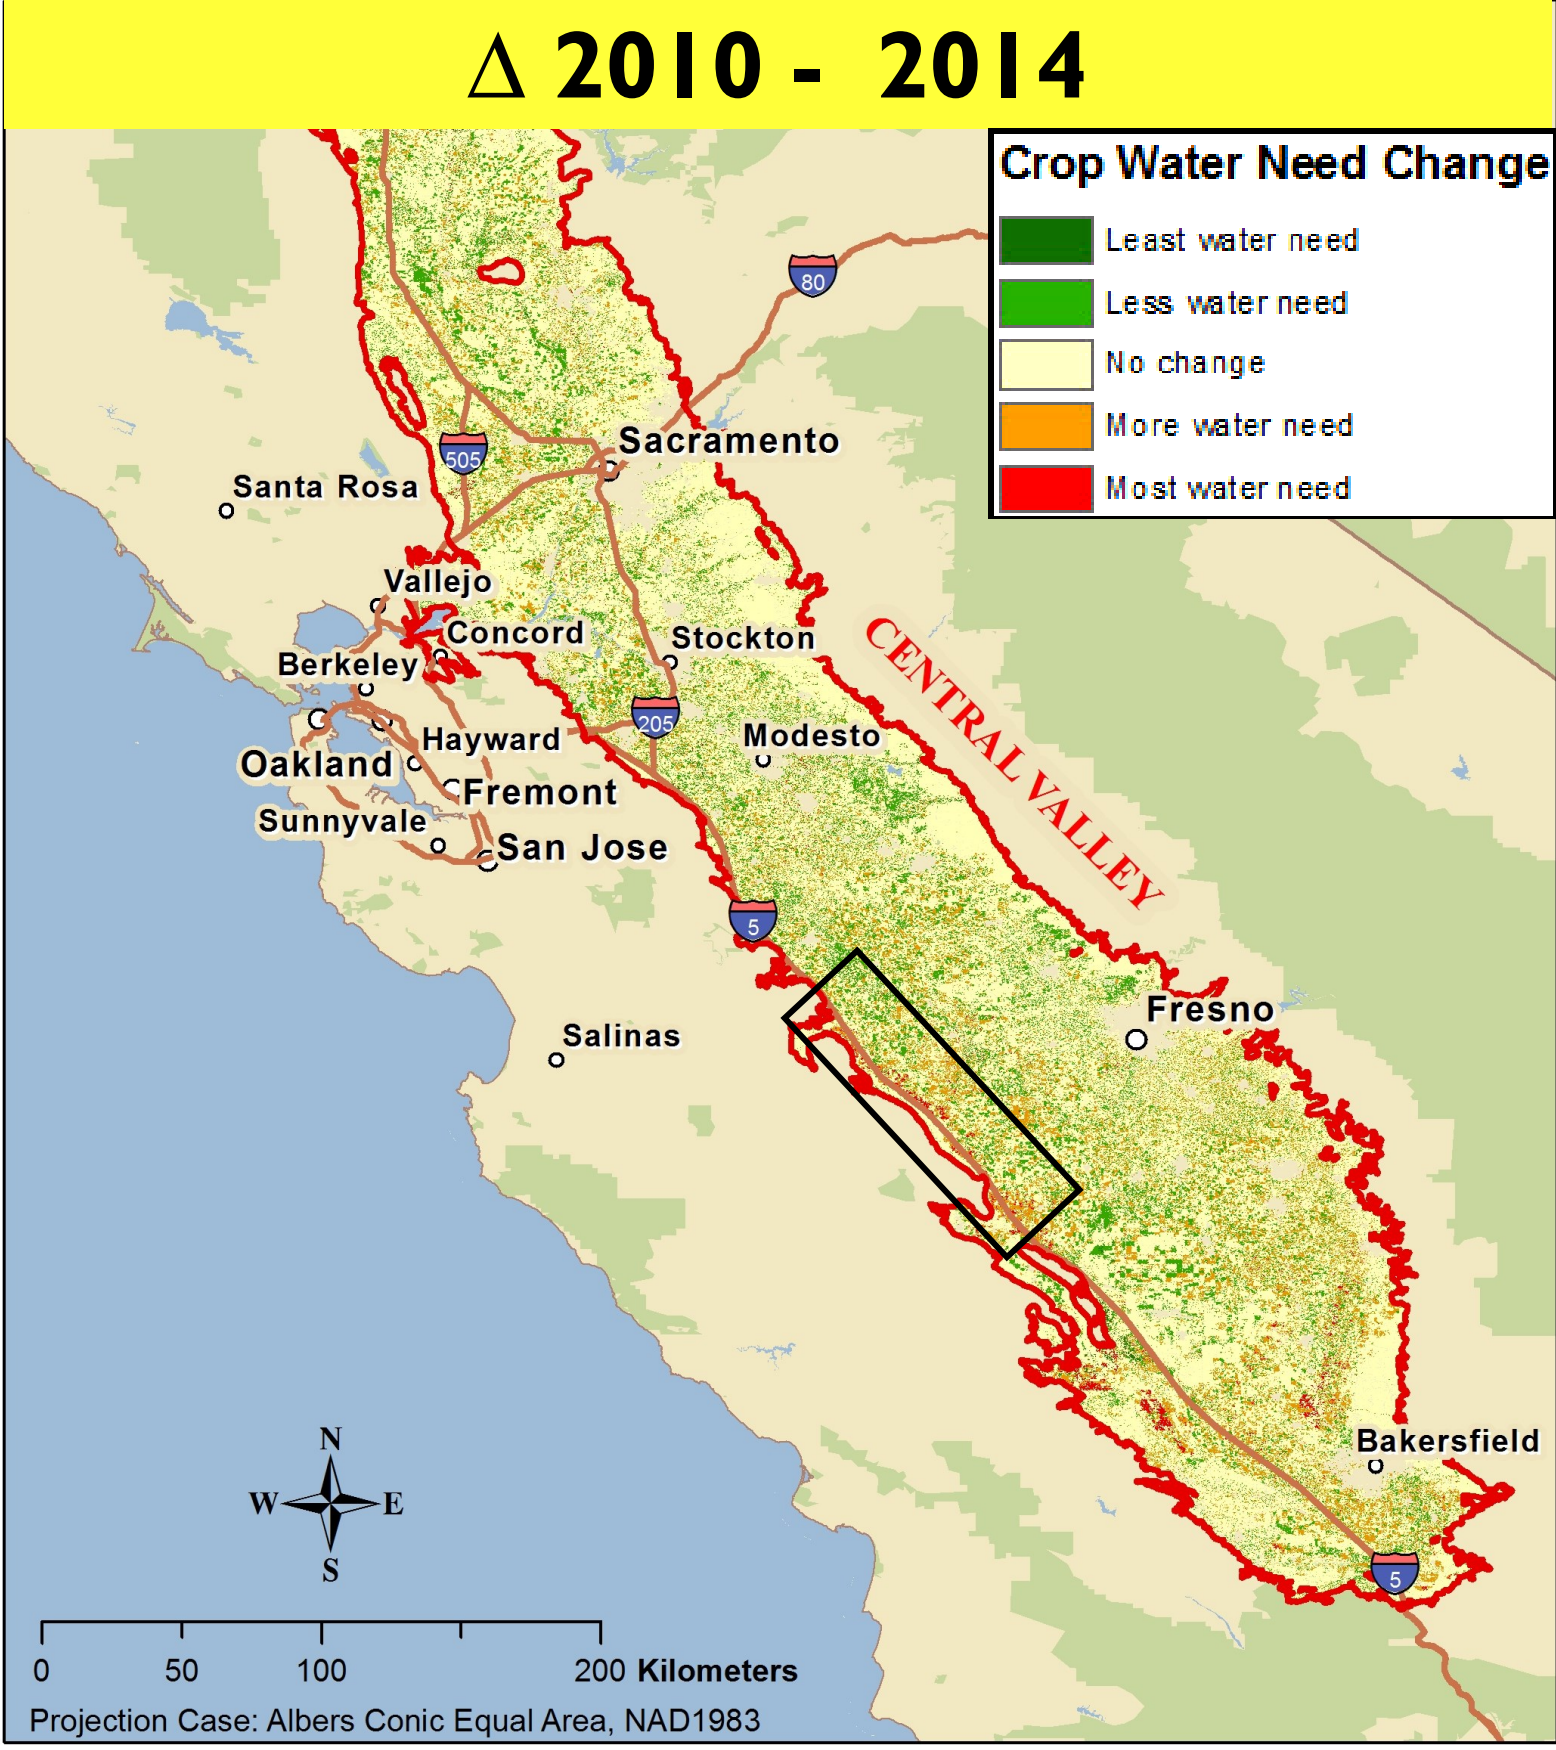 Δ 2010 - 2014
Crop Water Need Change
Least water need
Less water need
No change
More water need
Most water need
80
505
Sacramento
Santa Rosa
Vallejo
Concord
Stockton
Berkeley
CENTRAL VALLEY
205
Modesto
Hayward
Oakland
Fremont
Sunnyvale
San Jose
5
Fresno
Salinas
Bakersfield
N
W E
S
5
0 50 100 200 Kilometers
Projection Case: Albers Conic Equal Area, NAD1983